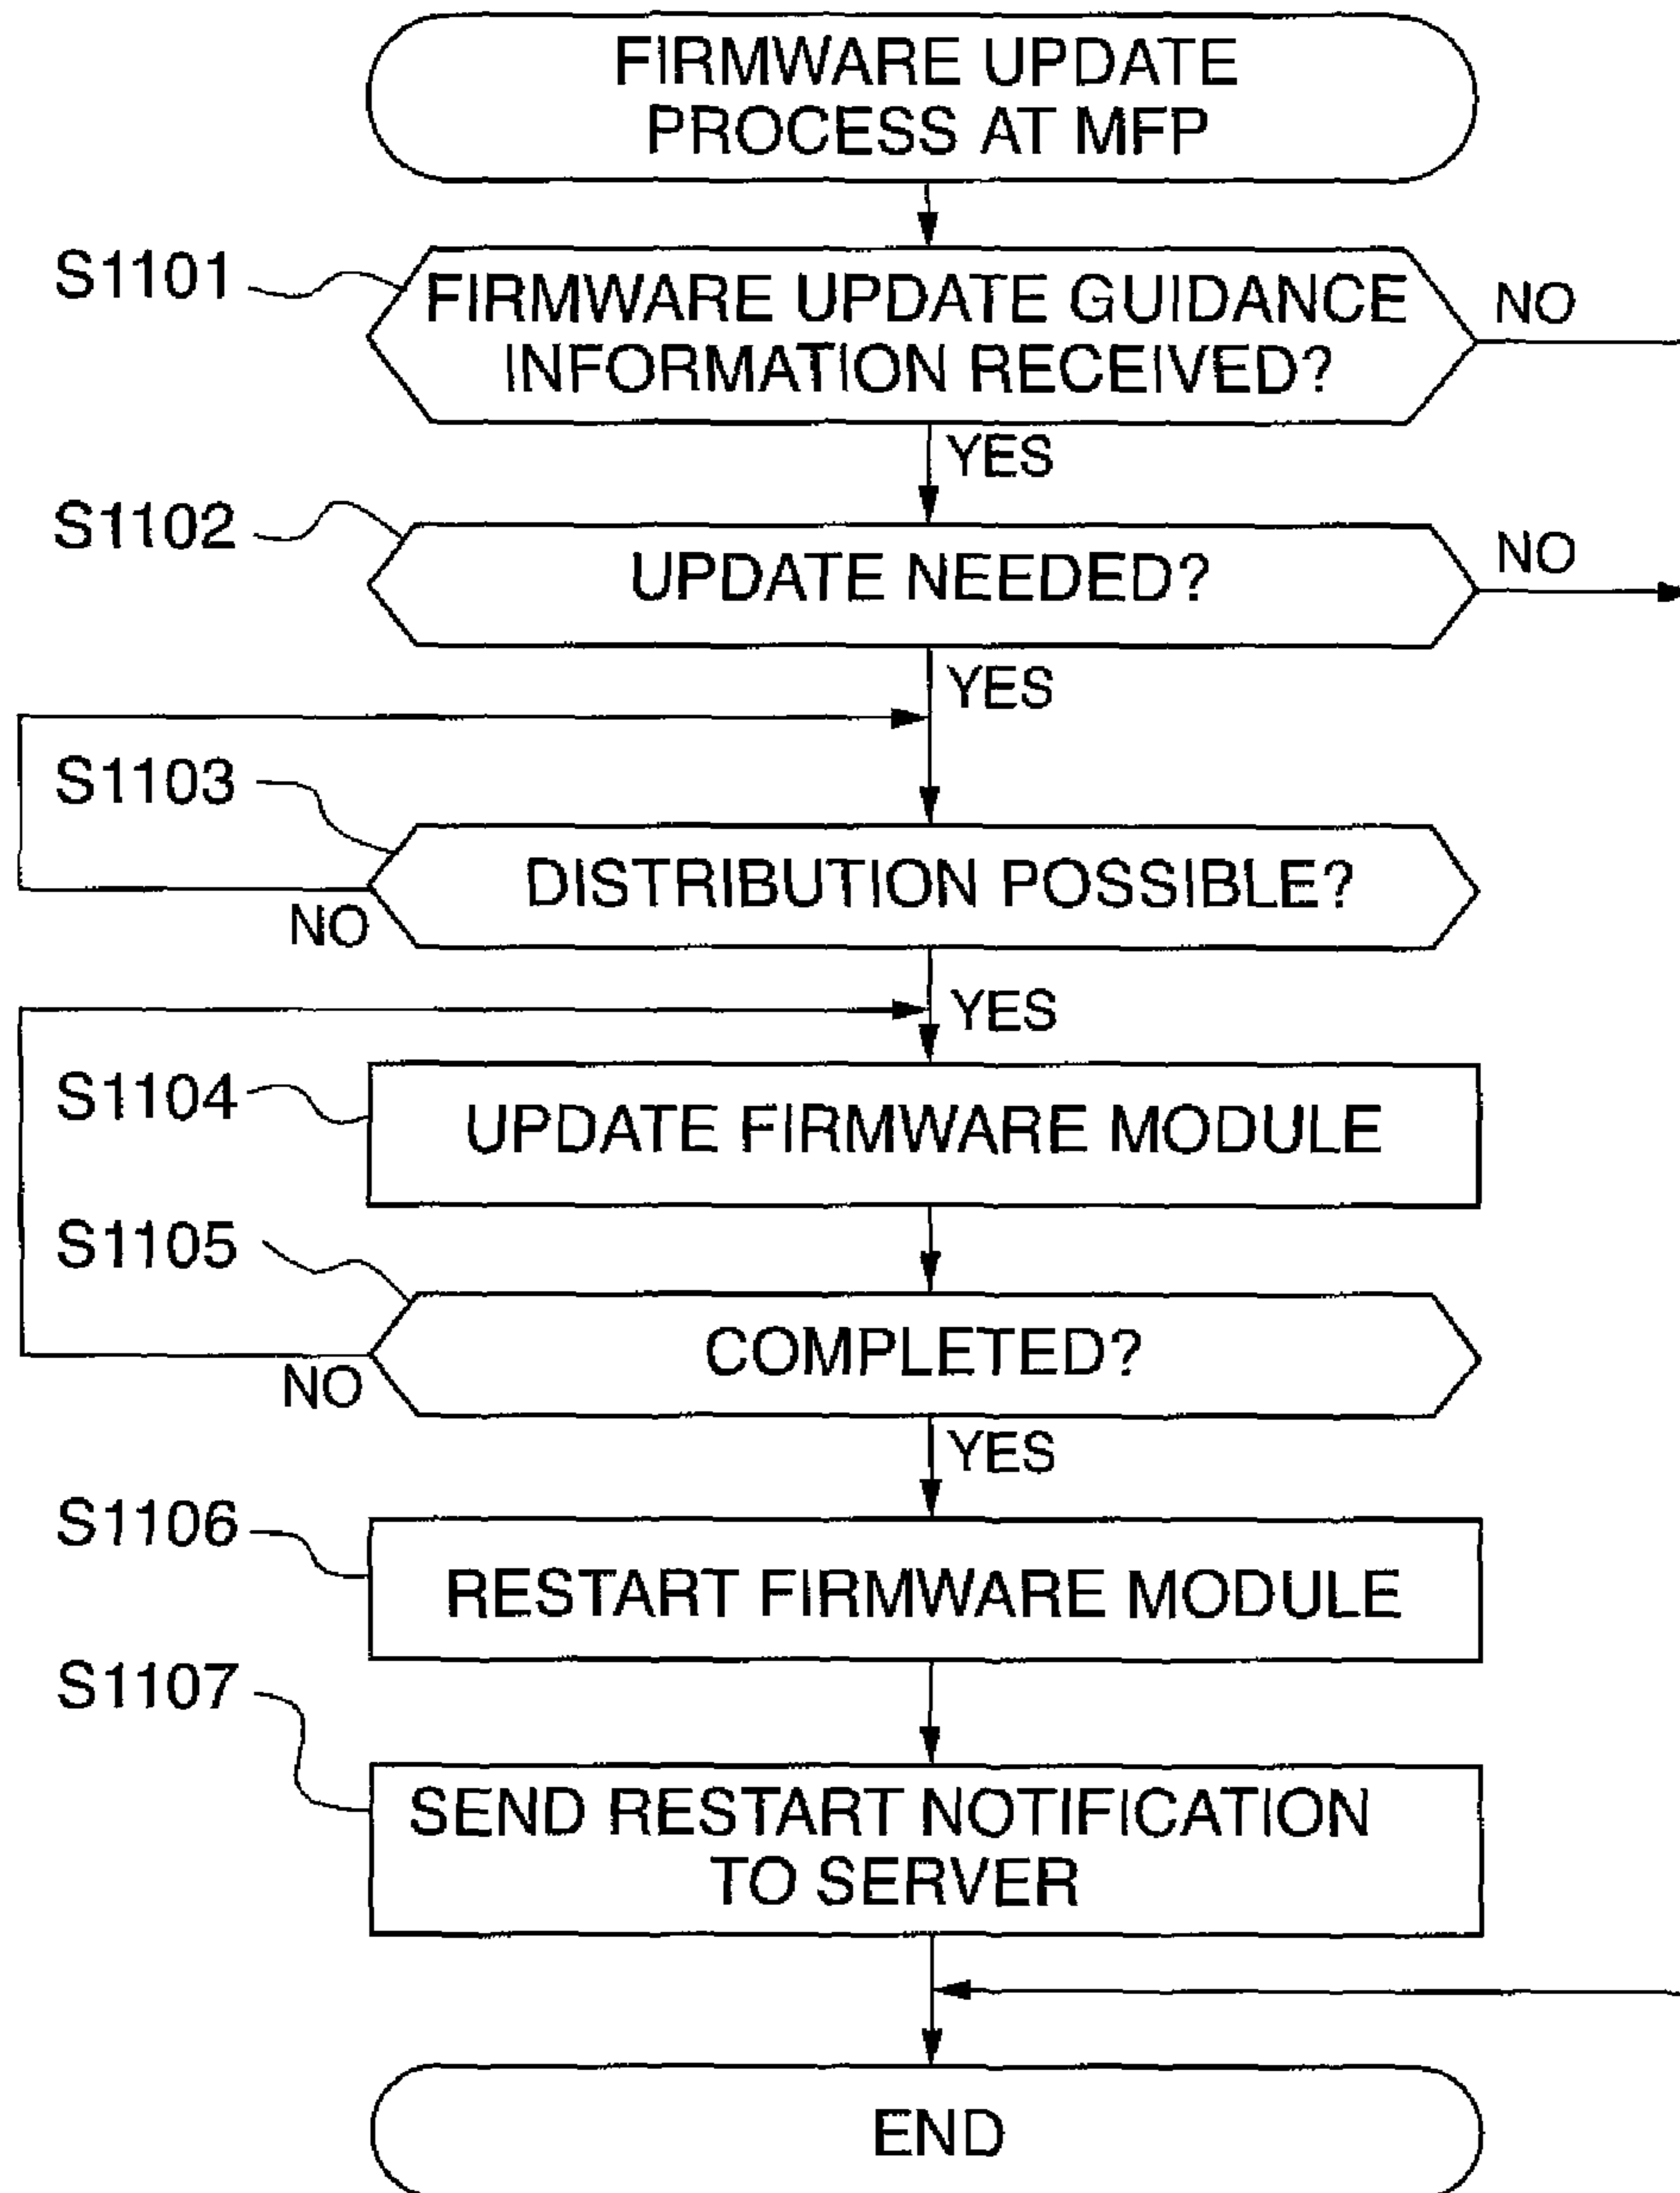 FIRMWARE UPDATE
PROCESS AT MFP
S1101
FIRMWARE UPDATE GUIDANCE
INFORMATION RECEIVED?
NO
YES
S1102
UPDATE NEEDED?
NO
YES
S1103
DISTRIBUTION POSSIBLE?
NO
YES
S1104
UPDATE FIRMWARE MODULE
S1105
COMPLETED?
NO
YES
S1106
RESTART FIRMWARE MODULE
S1107
SEND RESTART NOTIFICATION
TO SERVER
END